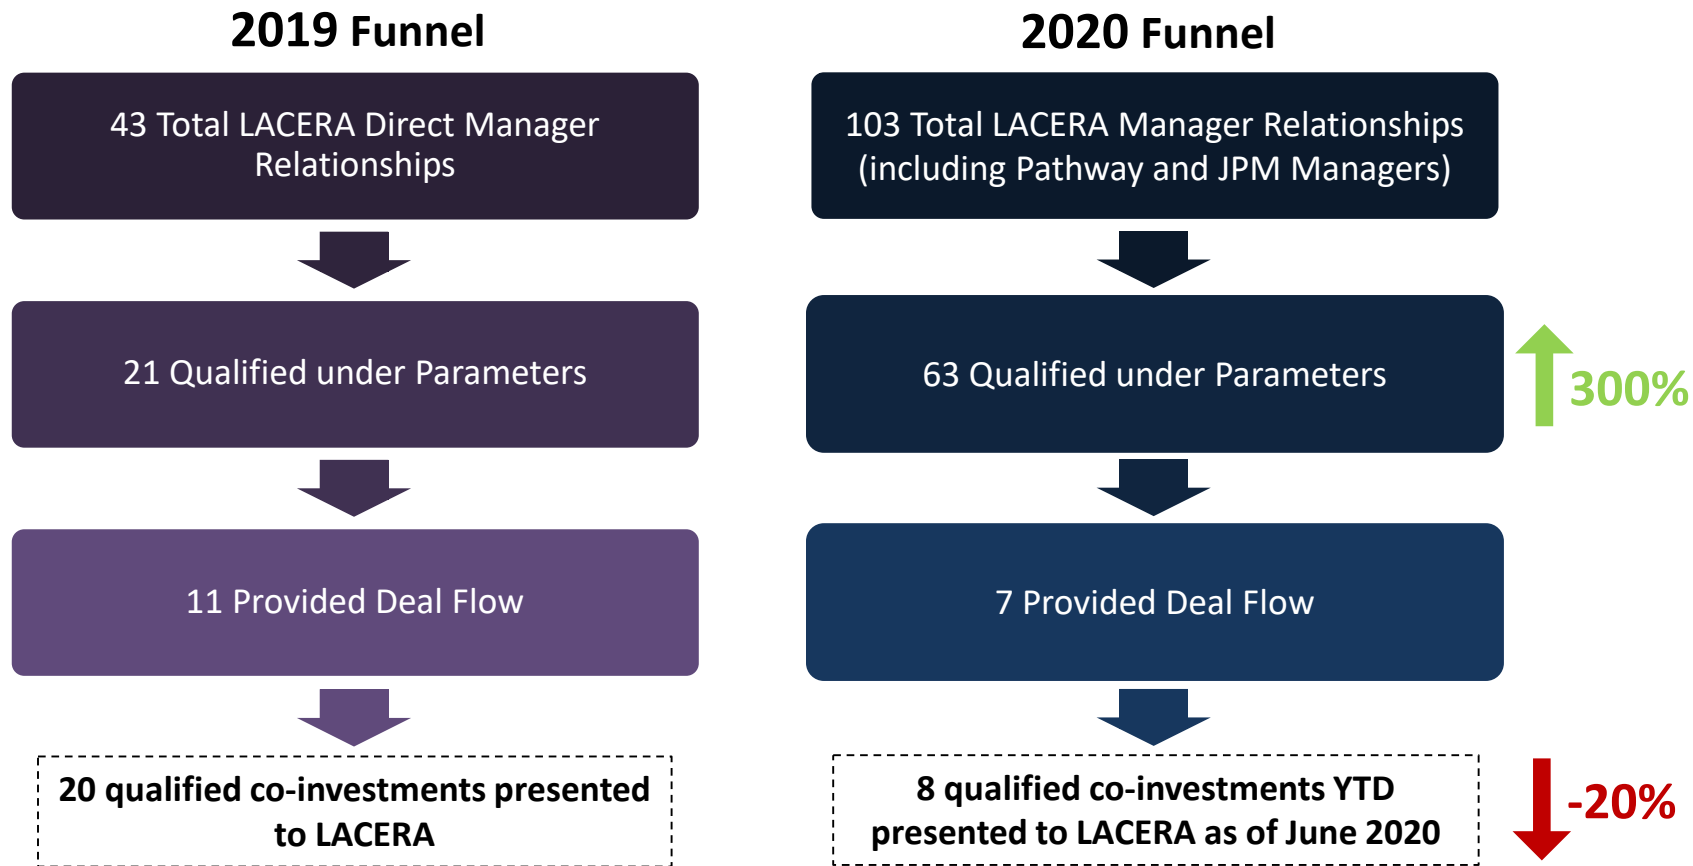 2019 Funnel
43 Total LACERA Direct Manager
Relationships
21 Qualified under Parameters
11 Provided Deal Flow
20 qualified co-investments presented
to LACERA
2020 Funnel
103 Total LACERA Manager Relationships
(including Pathway and JPM Managers)
63 Qualified under Parameters
300%
7 Provided Deal Flow
8 qualified co-investments YTD
presented to LACERA as of June 2020
-20%